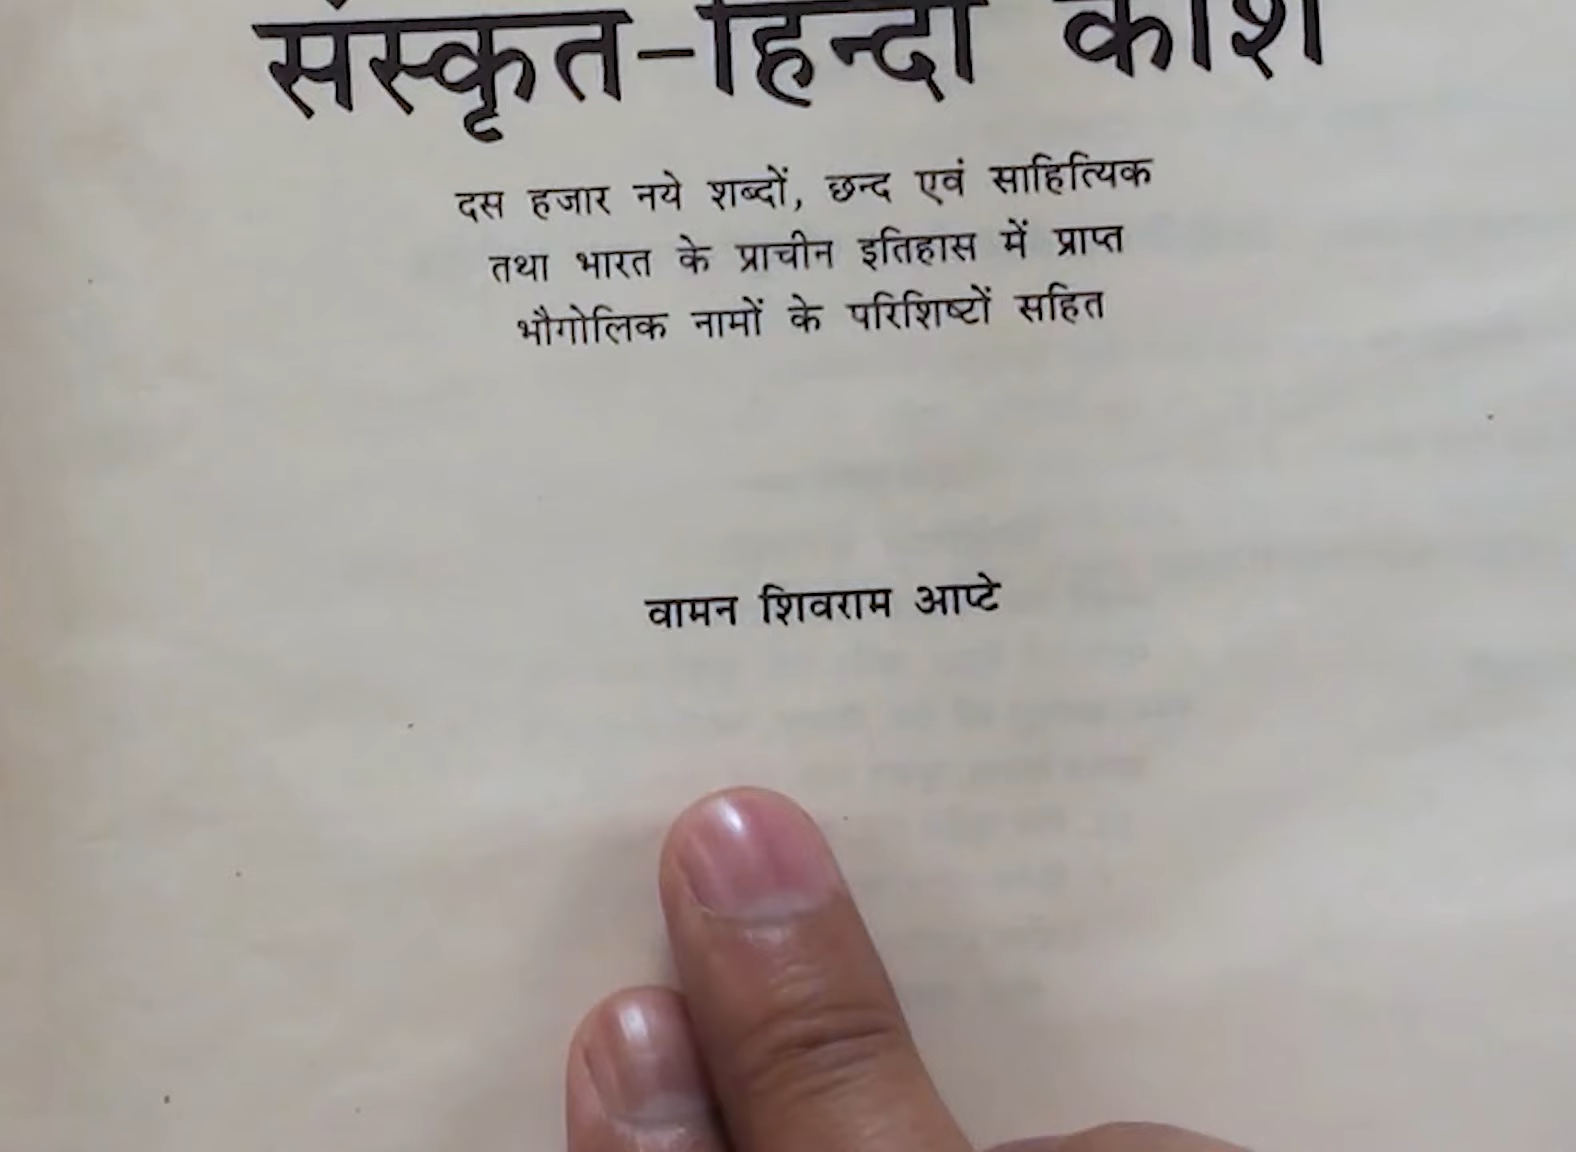 संस्कृत-हिन्दी कोश
दस हजार नये शब्दों, छन्द एवं साहित्यिक
तथा भारत के प्राचीन इतिहास में प्राप्त
भौगोलिक नामों के परिशिष्टों सहित
वामन शिवराम आप्टे